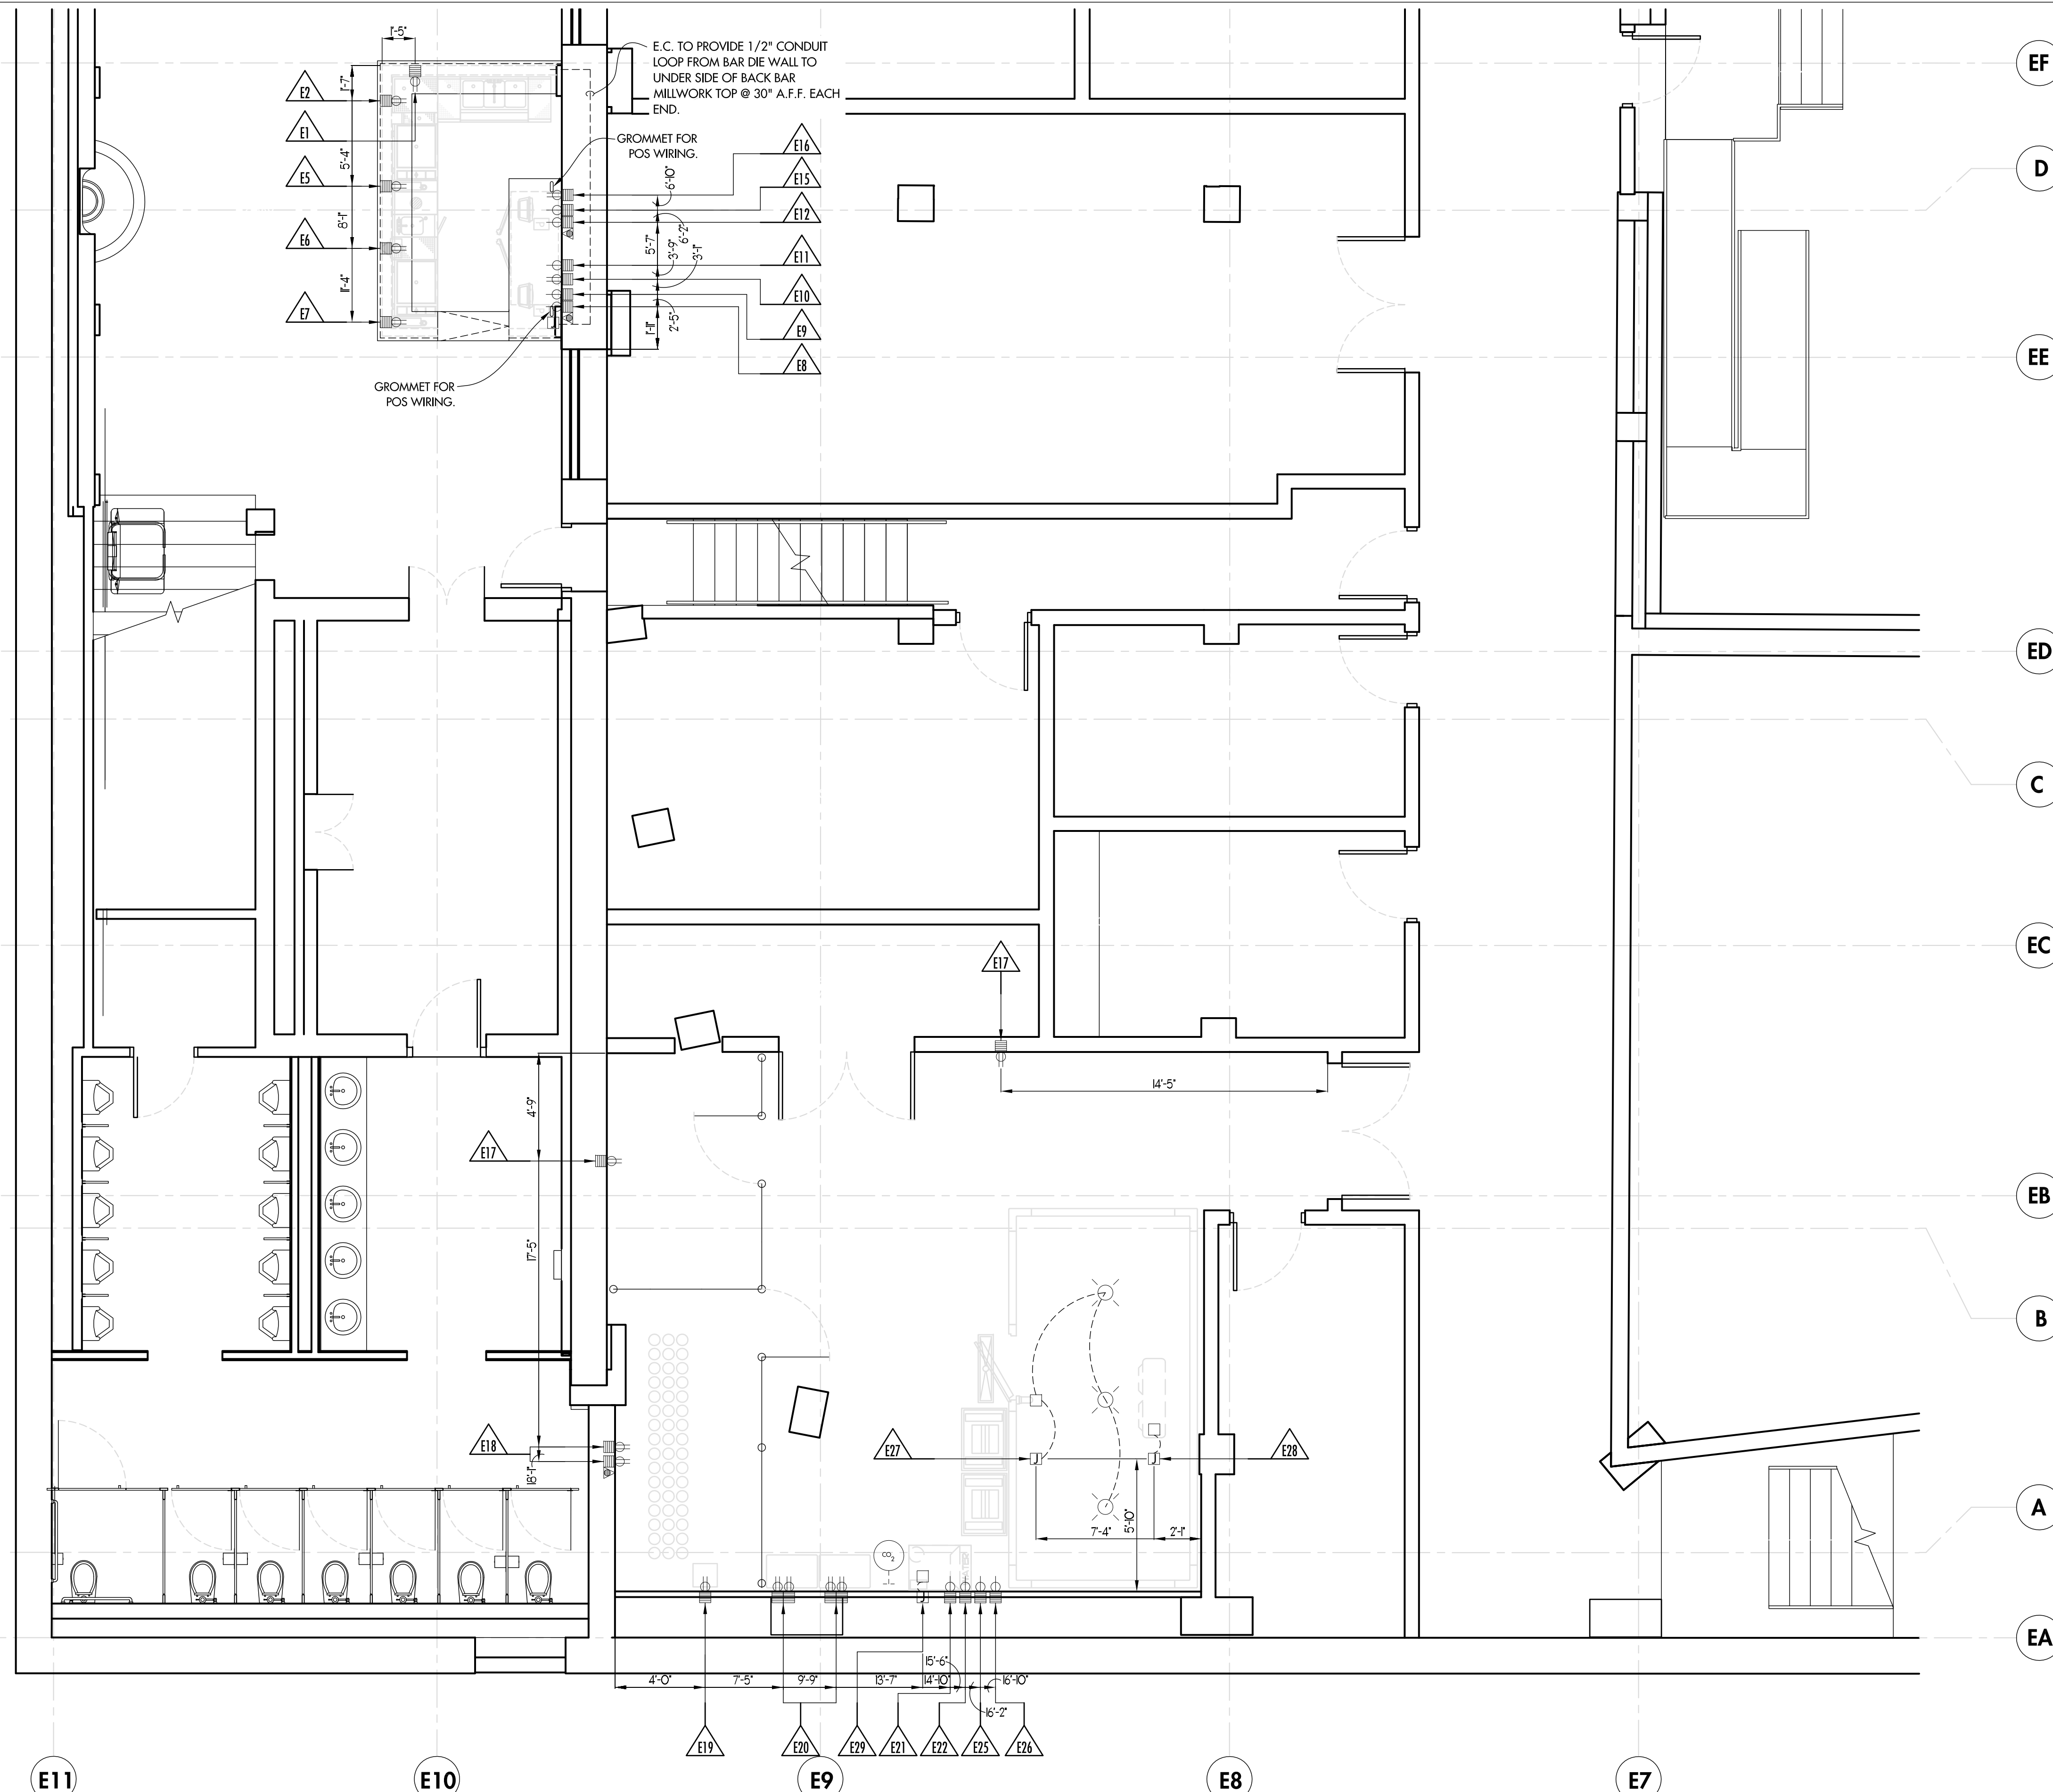 1'-5"
E.C. TO PROVIDE 1/2" CONDUIT
LOOP FROM BAR DIE WALL TO
UNDER SIDE OF BACK BAR
MILLWORK TOP @ 30" A.F.F. EACH
END.
EF
1'-7"
E2
E1
GROMMET FOR
POS WIRING.
E16
5'-4"
E15
D
E5
6'-10"
E12
8'-1"
6'-2"
E6
5'-7"
3'-9"
3'-1"
E11
11'-4"
E10
E7
E9
1'-11"
2'-5"
EE
E8
GROMMET FOR
POS WIRING.
ED
C
EC
E17
14'-5"
4'-9"
E17
EB
17'-5"
B
E18
E27
E28
18'-1"
A
7'-4"
5'-10"
2'-1"
CO2
EA
15'-6"
4'-0"
7'-5"
9'-9"
13'-7"
14'-10"
16'-10"
16'-2"
E19
E20
E29
E21
E22
E25
E26
E11
E10
E9
E8
E7